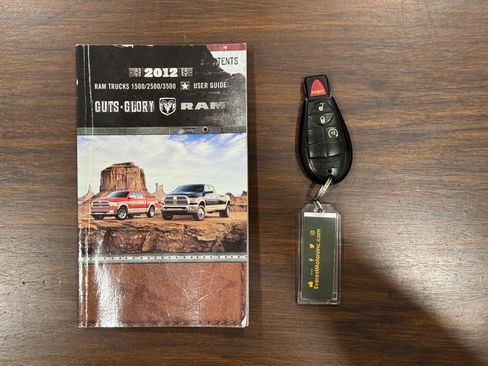 CONTENTS
2012
RAM TRUCKS 1500/2500/3500 USER GUIDE
GUTS·GLORY RAM
PANIC
EverestMotorsInc.com